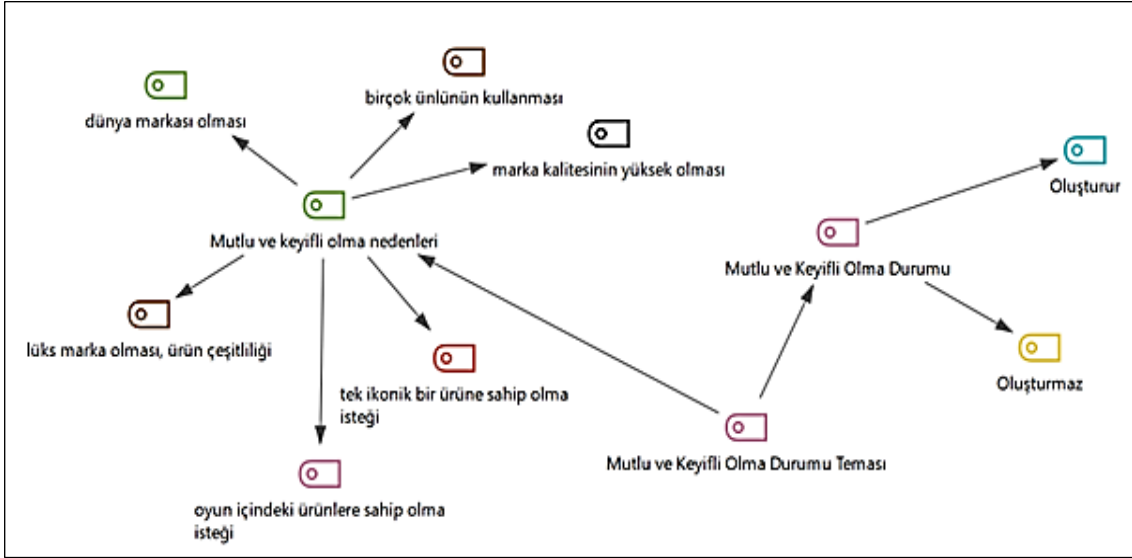 birçok ünlünün kullanması
dünya markası olması
marka kalitesinin yüksek olması
Oluşturur
Mutlu ve keyifli olma nedenleri
Mutlu ve Keyifli Olma Durumu
lüks marka olması, ürün çeşitliliği
tek ikonik bir ürüne sahip olma
isteği
Oluşturmaz
Mutlu ve Keyifli Olma Durumu Teması
oyun içindeki ürünlere sahip olma
isteği